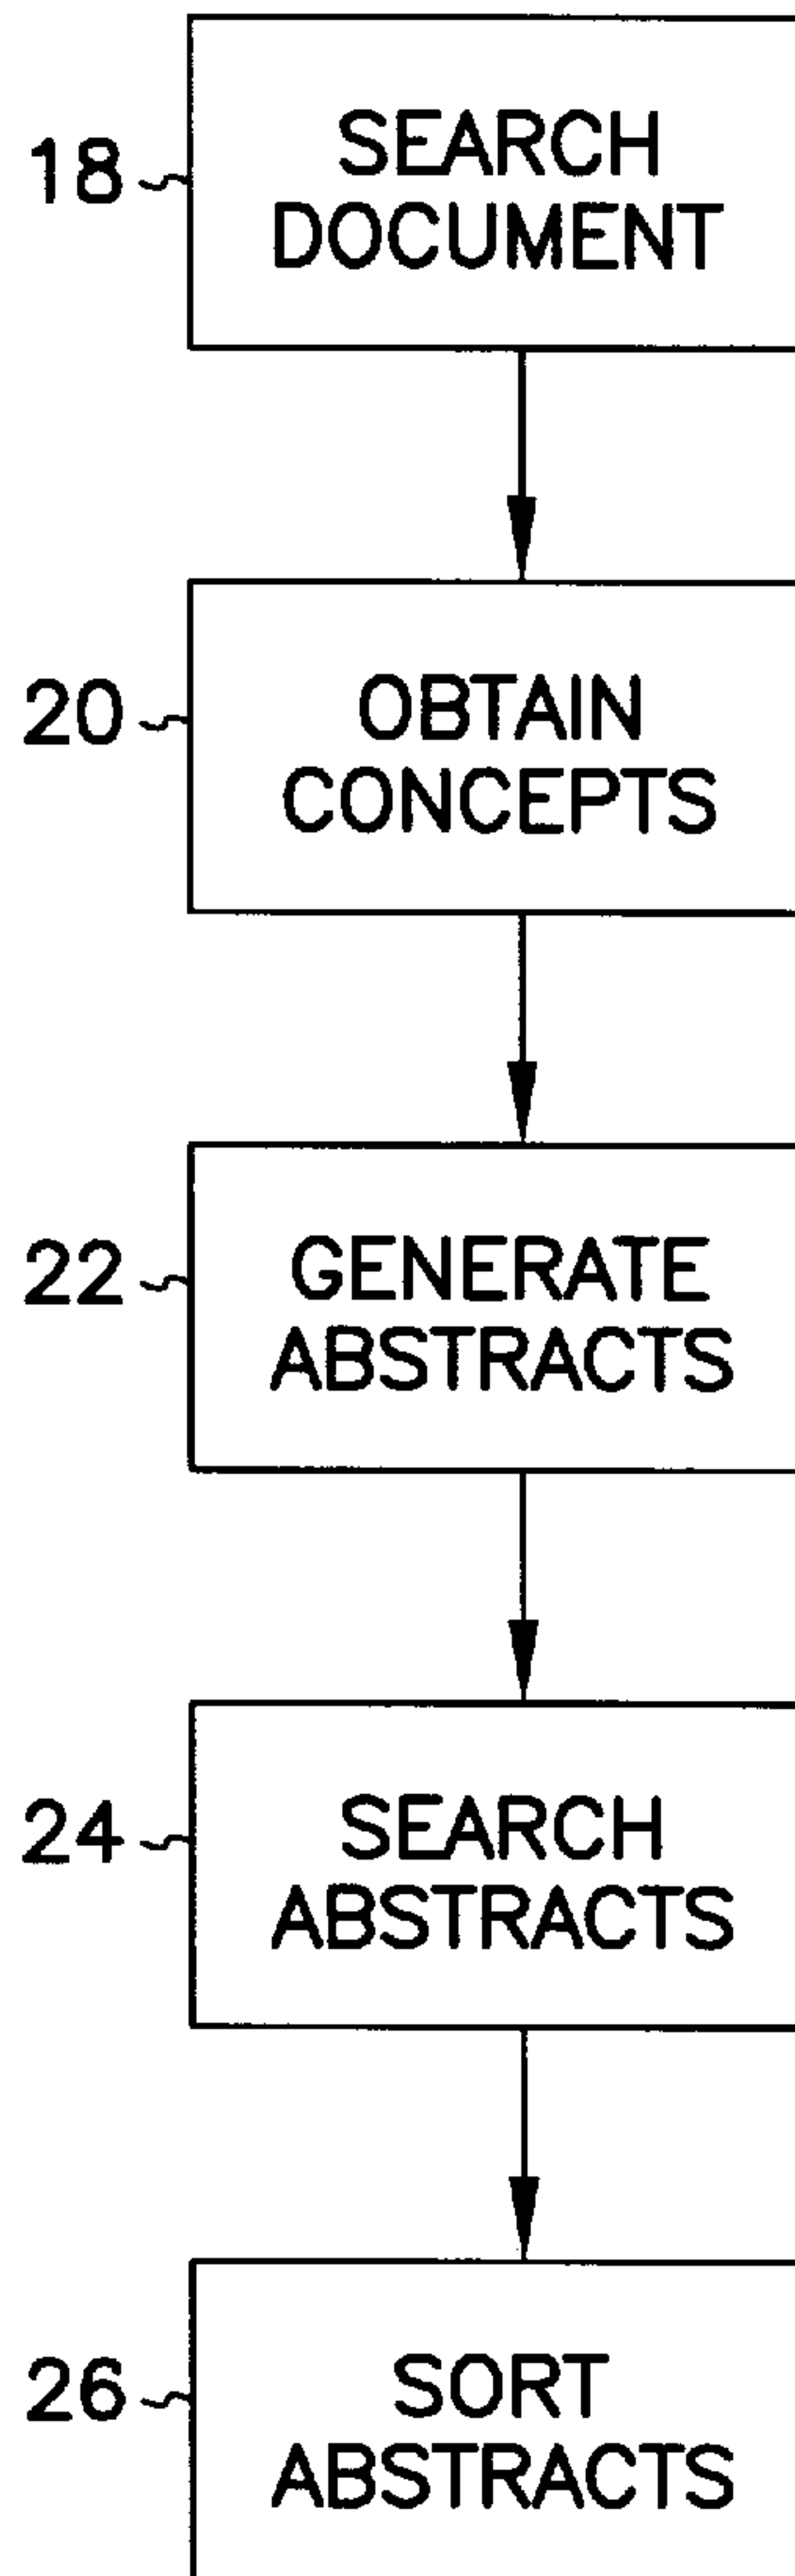 18
SEARCH
DOCUMENT
20
OBTAIN
CONCEPTS
22
GENERATE
ABSTRACTS
24
SEARCH
ABSTRACTS
26
SORT
ABSTRACTS